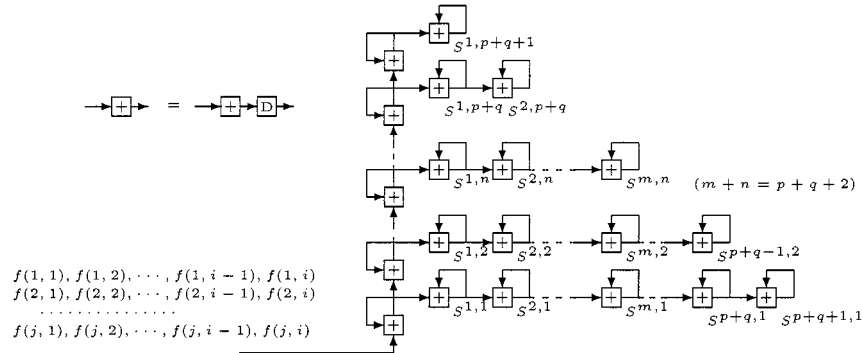 S^{1,p+q+1}
S^{1,p+q} S^{2,p+q}
+ = + D
S^{1,n} S^{2,n} S^{m,n} (m + n = p + q + 2)
S^{1,2} S^{2,2} S^{m,2} S^{p+q−1,2}
f(1, 1), f(1, 2), · · · , f(1, i − 1), f(1, i)
f(2, 1), f(2, 2), · · · , f(2, i − 1), f(2, i)
. . . . . . . . . . . . . . .
f(j, 1), f(j, 2), · · · , f(j, i − 1), f(j, i)
S^{1,1} S^{2,1} S^{m,1} S^{p+q,1} S^{p+q+1,1}